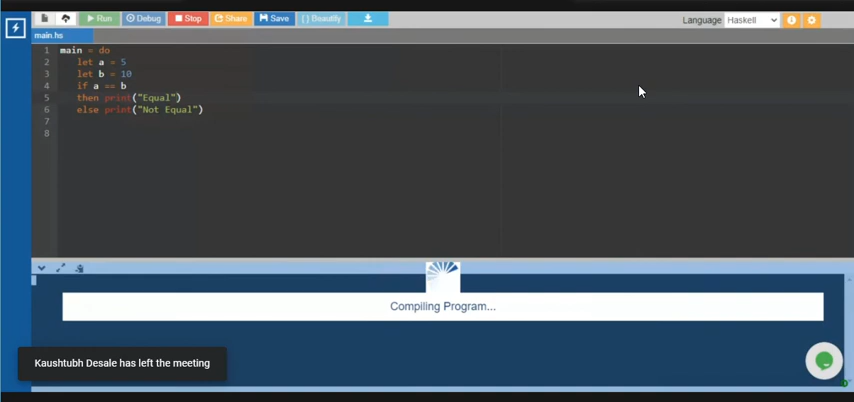 Run Debug Stop Share Save { } Beautify Language Haskell
main.hs
1 main = do
2 let a = 5
3 let b = 10
4 if a == b
5 then print("Equal")
6 else print("Not Equal")
7
8
Compiling Program...
Kaushtubh Desale has left the meeting